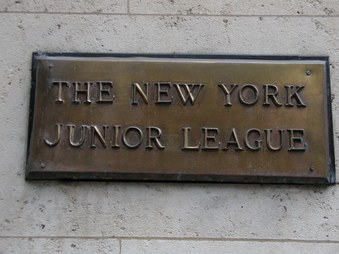 THE NEW YORK
JUNIOR LEAGUE